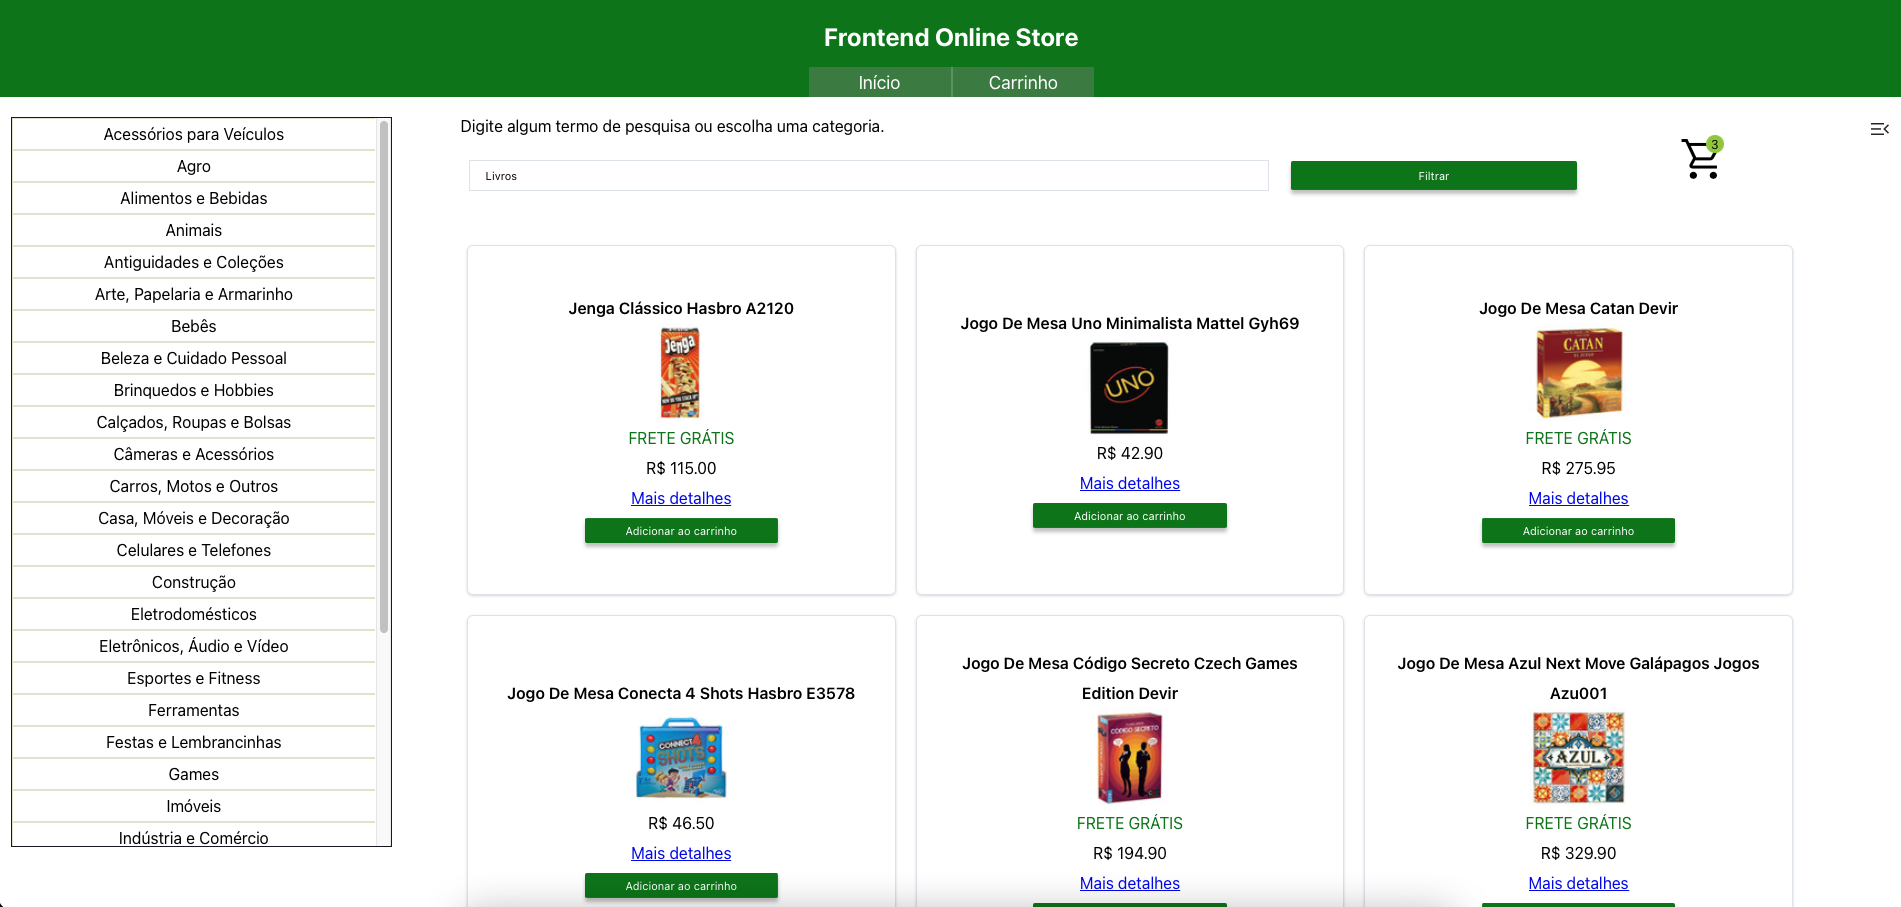 Frontend Online Store
Início
Carrinho
Acessórios para Veículos
Agro
Alimentos e Bebidas
Animais
Antiguidades e Coleções
Arte, Papelaria e Armarinho
Bebês
Beleza e Cuidado Pessoal
Brinquedos e Hobbies
Calçados, Roupas e Bolsas
Câmeras e Acessórios
Carros, Motos e Outros
Casa, Móveis e Decoração
Celulares e Telefones
Construção
Eletrodomésticos
Eletrônicos, Áudio e Vídeo
Esportes e Fitness
Ferramentas
Festas e Lembrancinhas
Games
Imóveis
Indústria e Comércio
Digite algum termo de pesquisa ou escolha uma categoria.
Livros
Filtrar
3
Jenga Clássico Hasbro A2120
Jenga
FRETE GRÁTIS
R$ 115.00
Mais detalhes
Adicionar ao carrinho
Jogo De Mesa Uno Minimalista Mattel Gyh69
UNO
R$ 42.90
Mais detalhes
Adicionar ao carrinho
Jogo De Mesa Catan Devir
CATAN
FRETE GRÁTIS
R$ 275.95
Mais detalhes
Adicionar ao carrinho
Jogo De Mesa Conecta 4 Shots Hasbro E3578
CONNECT 4
SHOTS
R$ 46.50
Mais detalhes
Adicionar ao carrinho
Jogo De Mesa Código Secreto Czech Games
Edition Devir
CÓDIGO SECRETO
FRETE GRÁTIS
R$ 194.90
Mais detalhes
Jogo De Mesa Azul Next Move Galápagos Jogos
Azu001
AZUL
FRETE GRÁTIS
R$ 329.90
Mais detalhes